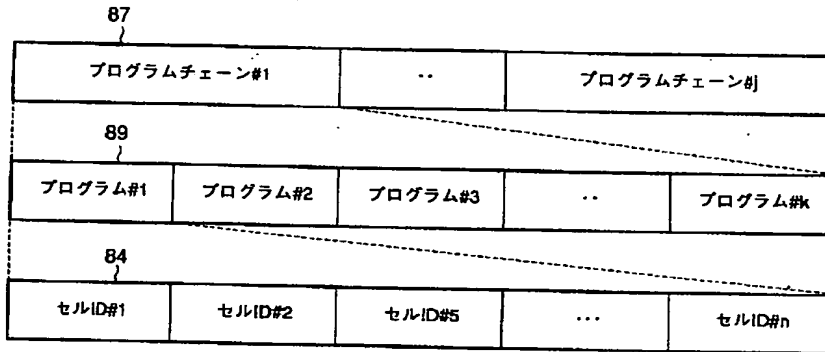 87
プログラムチェーン#1 ‥ プログラムチェーン#j
89
プログラム#1 プログラム#2 プログラム#3 ‥ プログラム#k
84
セルID#1 セルID#2 セルID#5 ... セルID#n